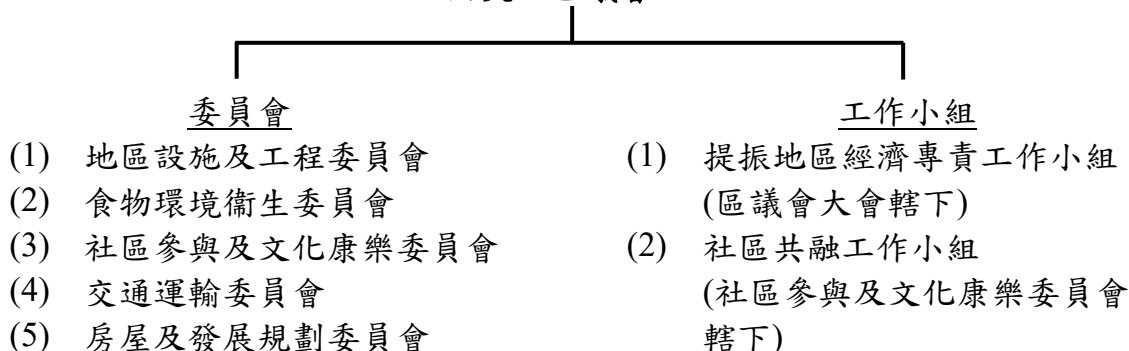 委員會
(1) 地區設施及工程委員會
(2) 食物環境衞生委員會
(3) 社區參與及文化康樂委員會
(4) 交通運輸委員會
(5) 房屋及發展規劃委員會
工作小組
(1) 提振地區經濟專責工作小組
(區議會大會轄下)
(2) 社區共融工作小組
(社區參與及文化康樂委員會
轄下)